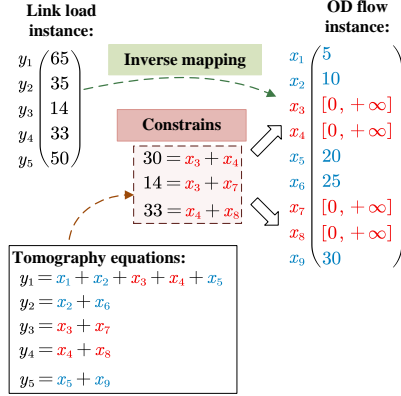 Link load
instance:
OD flow
instance:
y₁ 65
y₂ 35
y₃ 14
y₄ 33
y₅ 50
Inverse mapping
Constrains
30 = x₃ + x₄
14 = x₃ + x₇
33 = x₄ + x₈
x₁ 5
x₂ 10
x₃ [0, +∞]
x₄ [0, +∞]
x₅ 20
x₆ 25
x₇ [0, +∞]
x₈ [0, +∞]
x₉ 30
Tomography equations:
y₁ = x₁ + x₂ + x₃ + x₄ + x₅
y₂ = x₂ + x₆
y₃ = x₃ + x₇
y₄ = x₄ + x₈
y₅ = x₅ + x₉